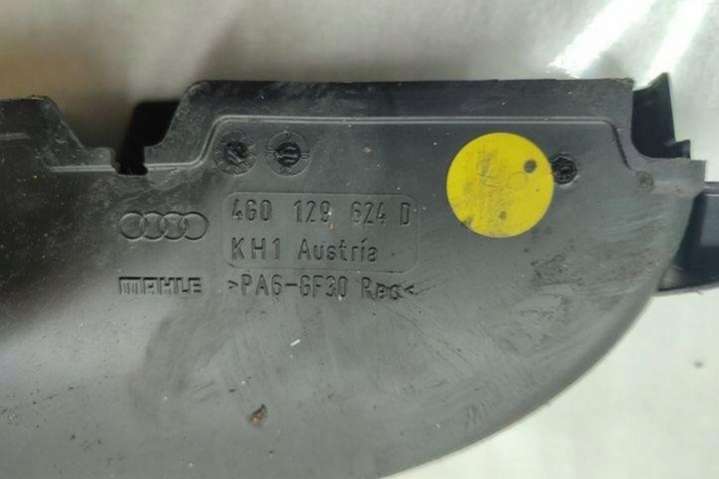 4G0 129 624 D
KH1 Austria
MAHLE >PA6-GF30 Rec<